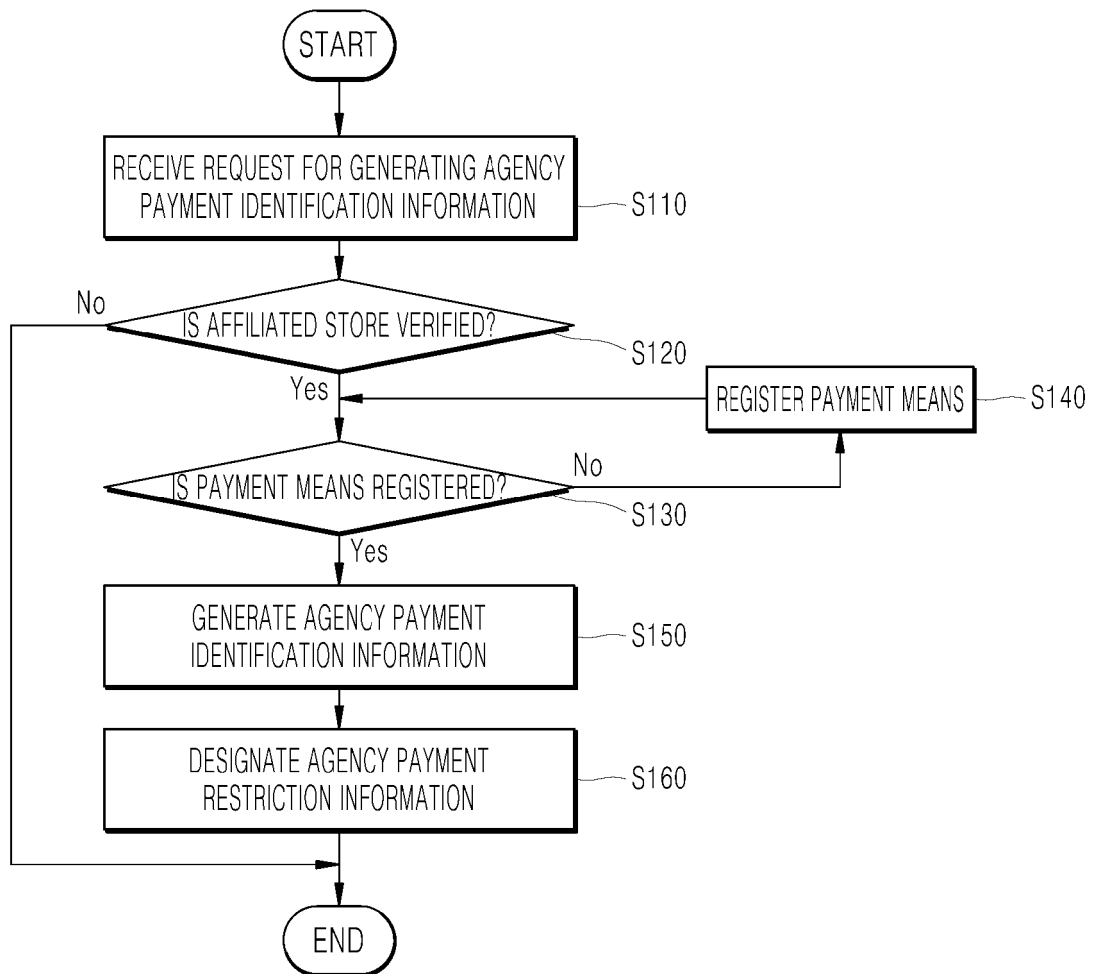 START
RECEIVE REQUEST FOR GENERATING AGENCY
PAYMENT IDENTIFICATION INFORMATION
S110
No
IS AFFILIATED STORE VERIFIED?
S120
Yes
REGISTER PAYMENT MEANS
S140
IS PAYMENT MEANS REGISTERED?
No
S130
Yes
GENERATE AGENCY PAYMENT
IDENTIFICATION INFORMATION
S150
DESIGNATE AGENCY PAYMENT
RESTRICTION INFORMATION
S160
END